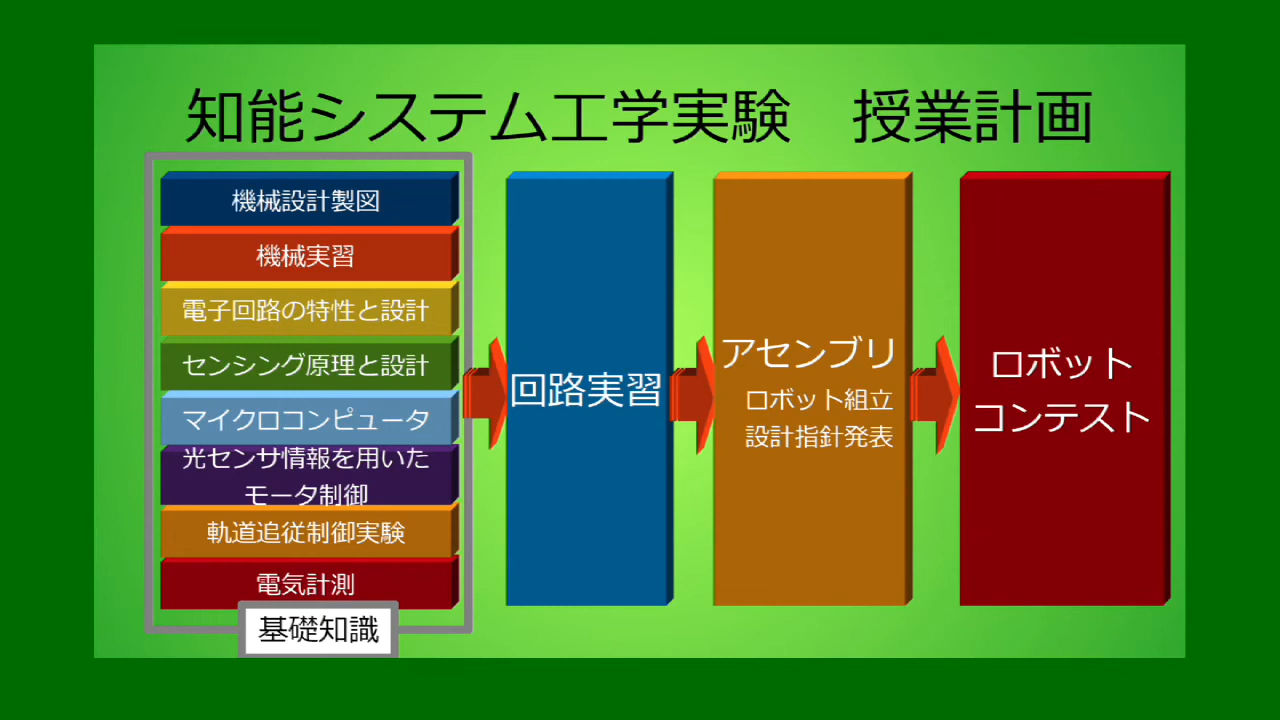 知能システム工学実験　授業計画
機械設計製図
機械実習
電子回路の特性と設計
センシング原理と設計
マイクロコンピュータ
光センサ情報を用いた
モータ制御
軌道追従制御実験
電気計測
基礎知識
回路実習
アセンブリ
ロボット組立
設計指針発表
ロボット
コンテスト